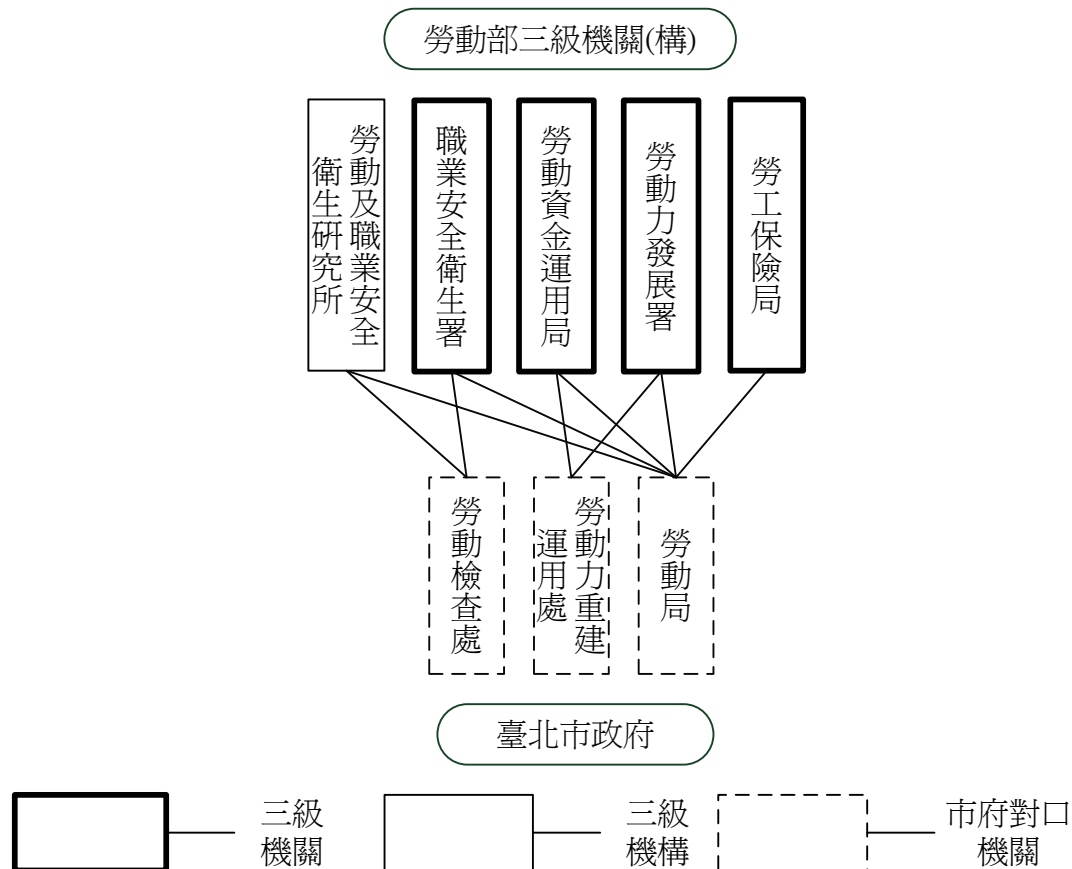 勞動部三級機關(構)
勞動及職業安全
衛生研究所
職業安全衛生署
勞動資金運用局
勞動力發展署
勞工保險局
勞動檢查處
勞動力重建
運用處
勞動局
臺北市政府
三級
機關
三級
機構
市府對口
機關